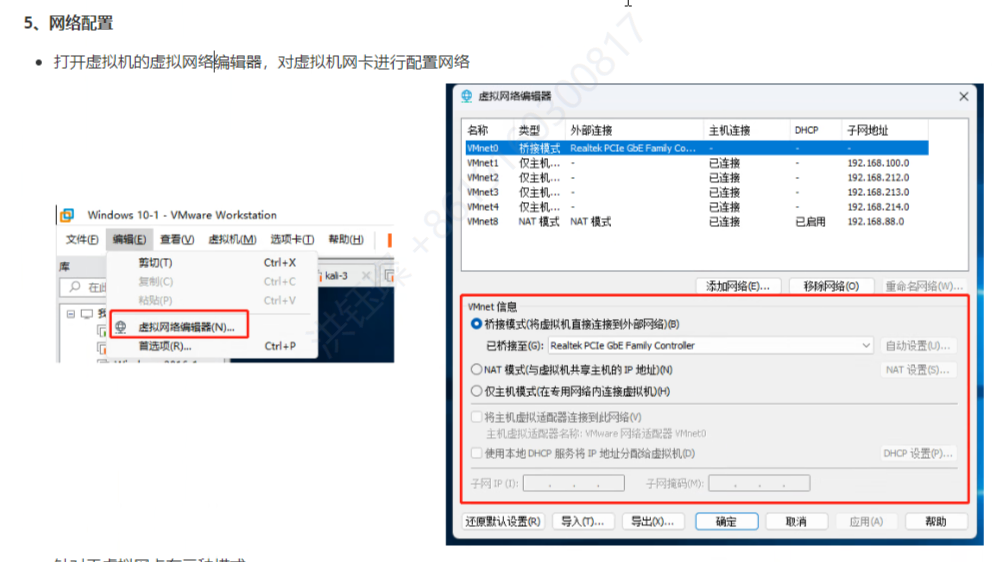 5、网络配置
打开虚拟机的虚拟网络编辑器，对虚拟机网卡进行配置网络
Windows 10-1 - VMware Workstation
文件(F) 编辑(E) 查看(V) 虚拟机(M) 选项卡(T) 帮助(H)
库
剪切(T) Ctrl+X
kali-3
在此
复制(C) Ctrl+C
粘贴(P) Ctrl+V
虚拟网络编辑器(N)...
首选项(R)... Ctrl+P
虚拟网络编辑器
名称 类型 外部连接 主机连接 DHCP 子网地址
VMnet0 桥接模式 Realtek PCIe GbE Family Co... - - -
VMnet1 仅主机... - 已连接 - 192.168.100.0
VMnet2 仅主机... - 已连接 - 192.168.212.0
VMnet3 仅主机... - 已连接 - 192.168.213.0
VMnet4 仅主机... - 已连接 - 192.168.214.0
VMnet8 NAT 模式 NAT 模式 已连接 已启用 192.168.88.0
添加网络(E)... 移除网络(O) 重命名网络(W)...
VMnet 信息
桥接模式(将虚拟机直接连接到外部网络)(B)
已桥接至(G): Realtek PCIe GbE Family Controller 自动设置(U)...
NAT 模式(与虚拟机共享主机的 IP 地址)(N) NAT 设置(S)...
仅主机模式(在专用网络内连接虚拟机)(H)
将主机虚拟适配器连接到此网络(V)
主机虚拟适配器名称: VMware 网络适配器 VMnet0
使用本地 DHCP 服务将 IP 地址分配给虚拟机(D) DHCP 设置(P)...
子网 IP (I): . . . 子网掩码(M): . . .
还原默认设置(R) 导入(T)... 导出(X)... 确定 取消 应用(A) 帮助